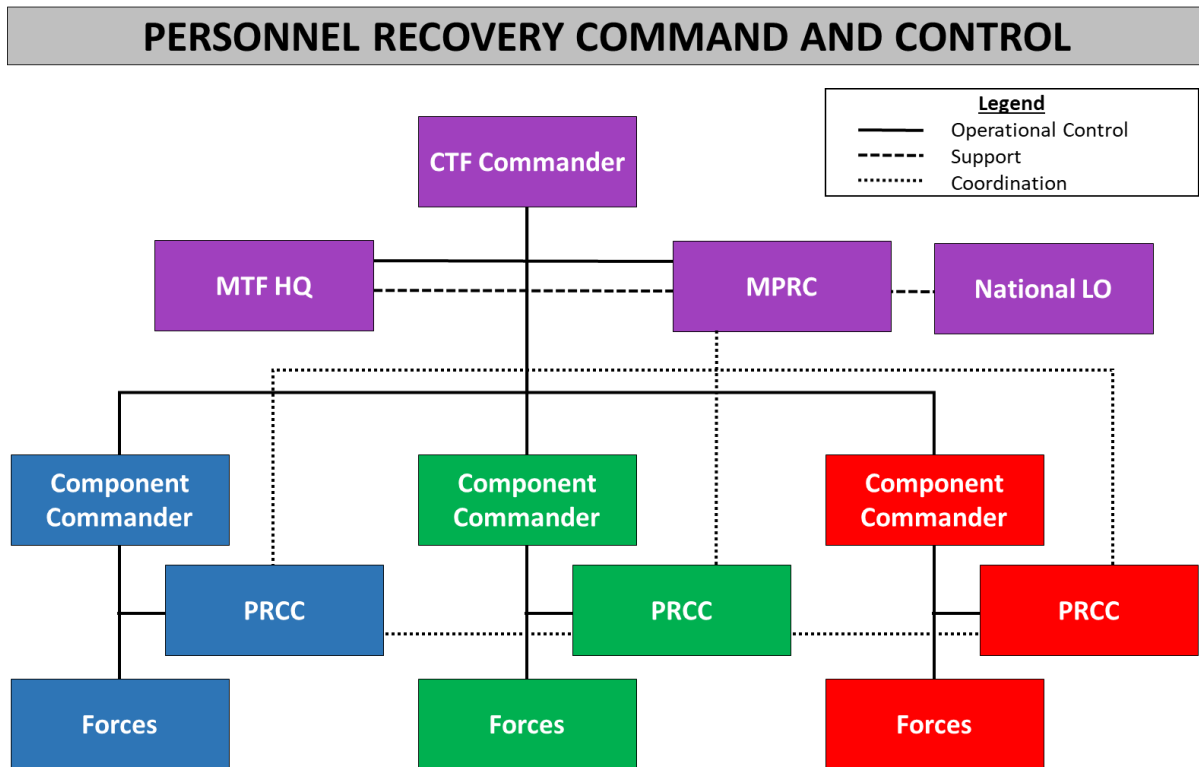 PERSONNEL RECOVERY COMMAND AND CONTROL
Legend
Operational Control
Support
Coordination
CTF Commander
MTF HQ
MPRC
National LO
Component
Commander
Component
Commander
Component
Commander
PRCC
PRCC
PRCC
Forces
Forces
Forces